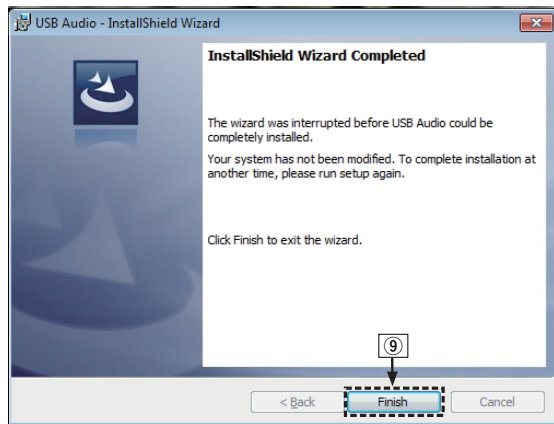 USB Audio - InstallShield Wizard
InstallShield Wizard Completed
The wizard was interrupted before USB Audio could be
completely installed.
Your system has not been modified. To complete installation at
another time, please run setup again.
Click Finish to exit the wizard.
⑨
< Back Finish Cancel